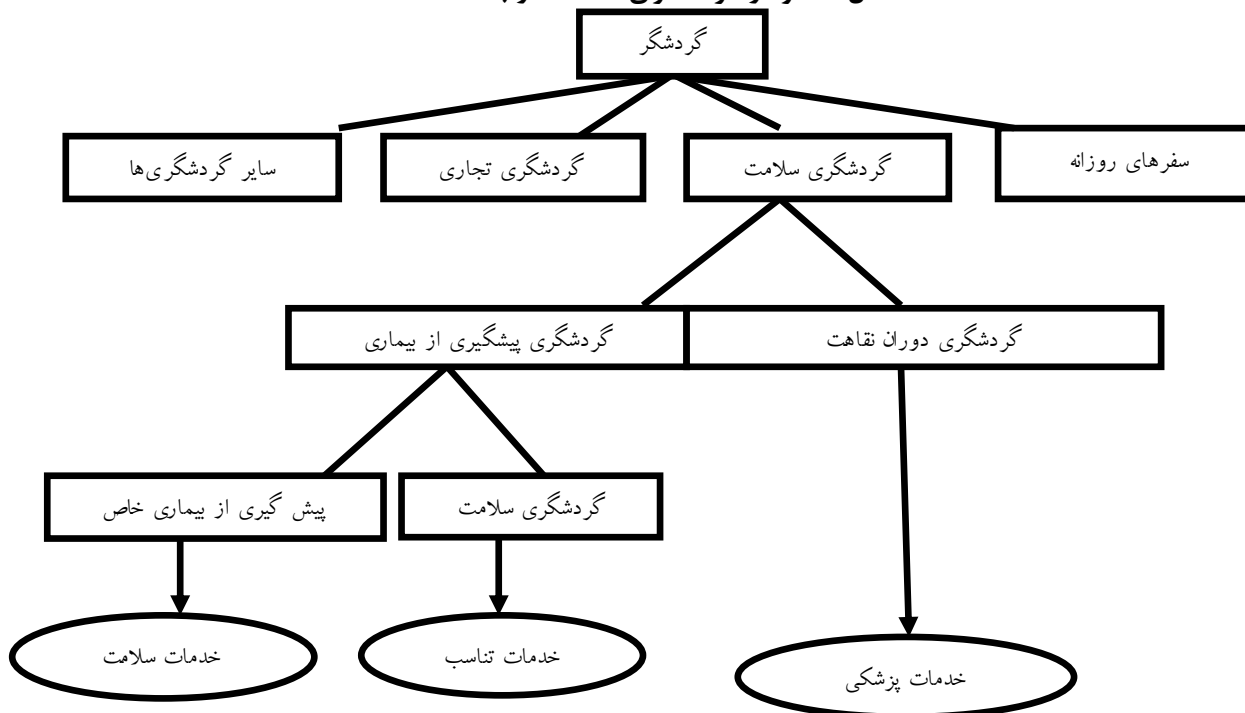 گردشگر
سفرهای روزانه
گردشگری سلامت
گردشگری تجاری
سایر گردشگری‌ها
گردشگری دوران نقاهت
گردشگری پیشگیری از بیماری
گردشگری سلامت
پیش گیری از بیماری خاص
خدمات پزشکی
خدمات تناسب
خدمات سلامت